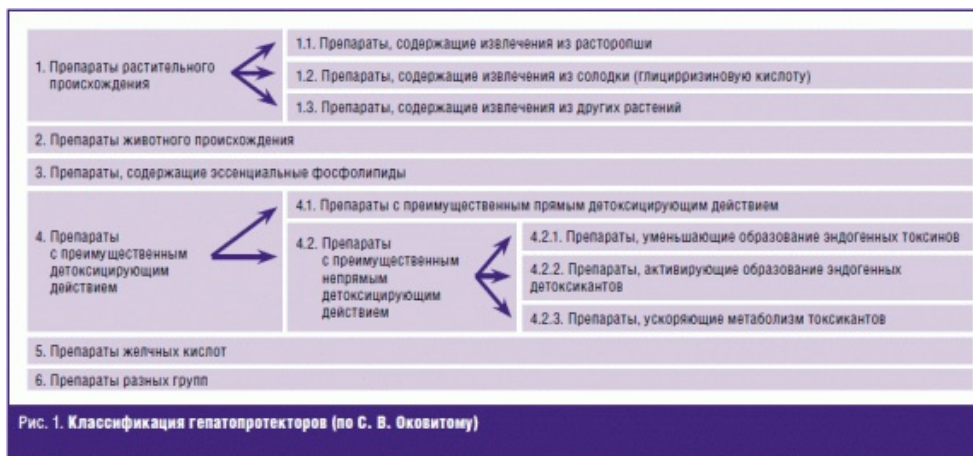 1. Препараты растительного
происхождения
1.1. Препараты, содержащие извлечения из расторопши
1.2. Препараты, содержащие извлечения из солодки (глицирризиновую кислоту)
1.3. Препараты, содержащие извлечения из других растений
2. Препараты животного происхождения
3. Препараты, содержащие эссенциальные фосфолипиды
4. Препараты
с преимущественным
детоксицирующим
действием
4.1. Препараты с преимущественным прямым детоксицирующим действием
4.2. Препараты
с преимущественным
непрямым
детоксицирующим
действием
4.2.1. Препараты, уменьшающие образование эндогенных токсинов
4.2.2. Препараты, активирующие образование эндогенных
детоксикантов
4.2.3. Препараты, ускоряющие метаболизм токсикантов
5. Препараты желчных кислот
6. Препараты разных групп
Рис. 1. Классификация гепатопротекторов (по С. В. Оковитому)